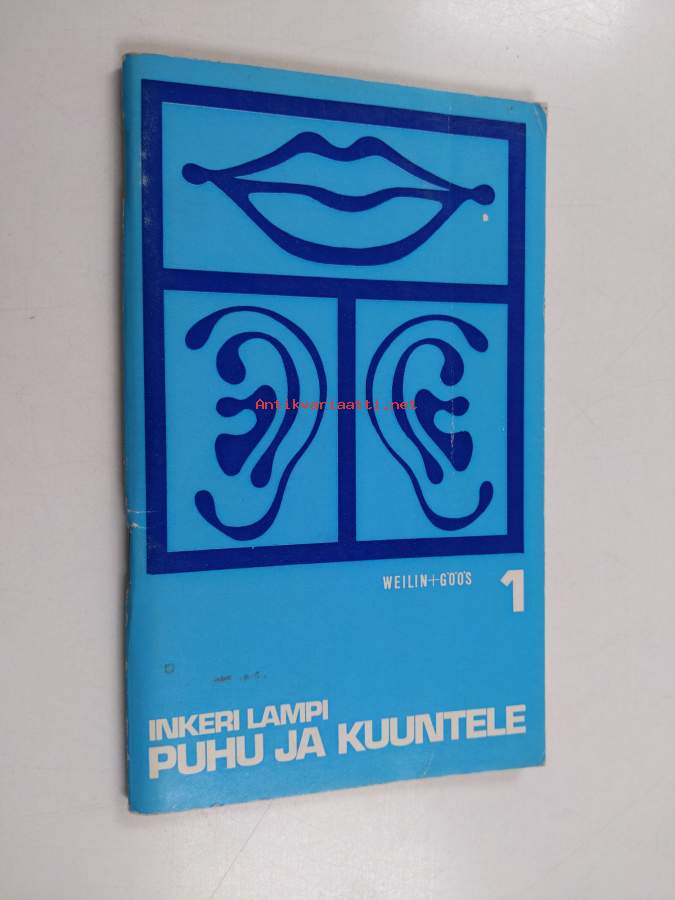 Antikvariaatti.net
WEILIN+GÖÖS
1
INKERI LAMPI
PUHU JA KUUNTELE